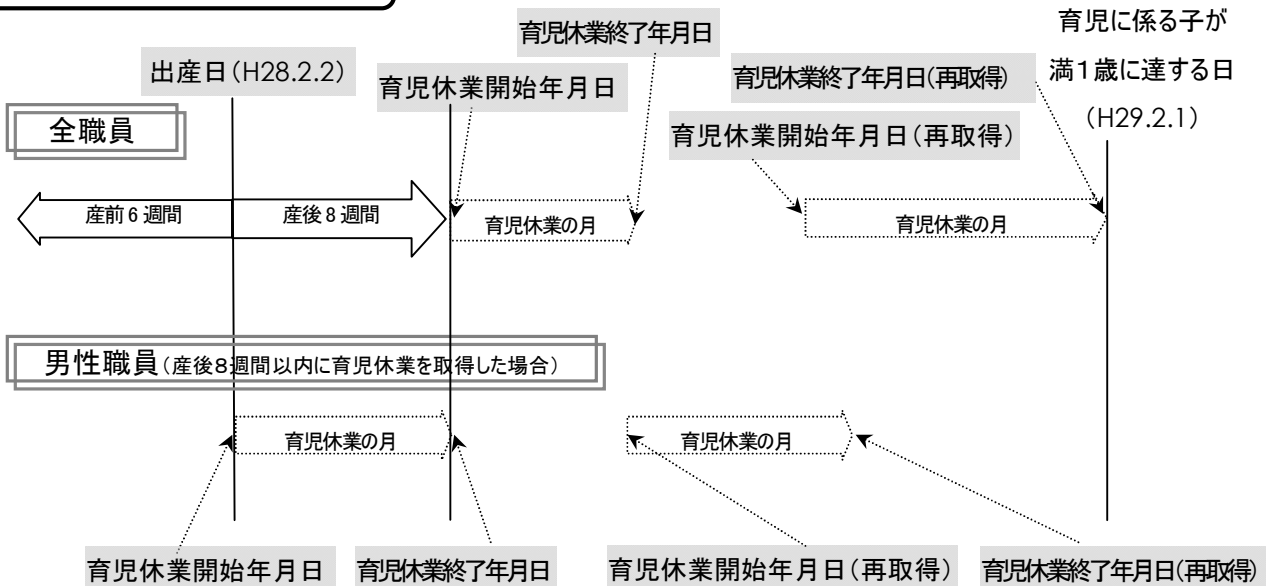 育児休業終了年月日
育児に係る子が
満１歳に達する日
(H29.2.1)
出産日(H28.2.2)
育児休業開始年月日
育児休業終了年月日(再取得)
育児休業開始年月日(再取得)
全職員
産前６週間
産後８週間
育児休業の月
育児休業の月
男性職員(産後８週間以内に育児休業を取得した場合)
育児休業の月
育児休業の月
育児休業開始年月日
育児休業終了年月日
育児休業開始年月日(再取得)
育児休業終了年月日(再取得)